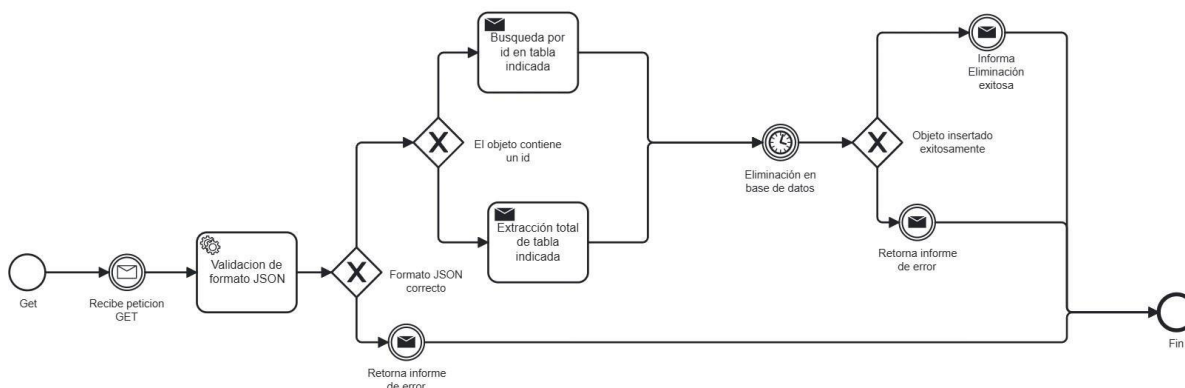 Get
Recibe peticion
GET
Validacion de
formato JSON
Formato JSON
correcto
Retorna informe
de error
El objeto contiene
un id
Busqueda por
id en tabla
indicada
Extracción total
de tabla
indicada
Eliminación en
base de datos
Objeto insertado
exitosamente
Informa
Eliminación
exitosa
Retorna informe
de error
Fin